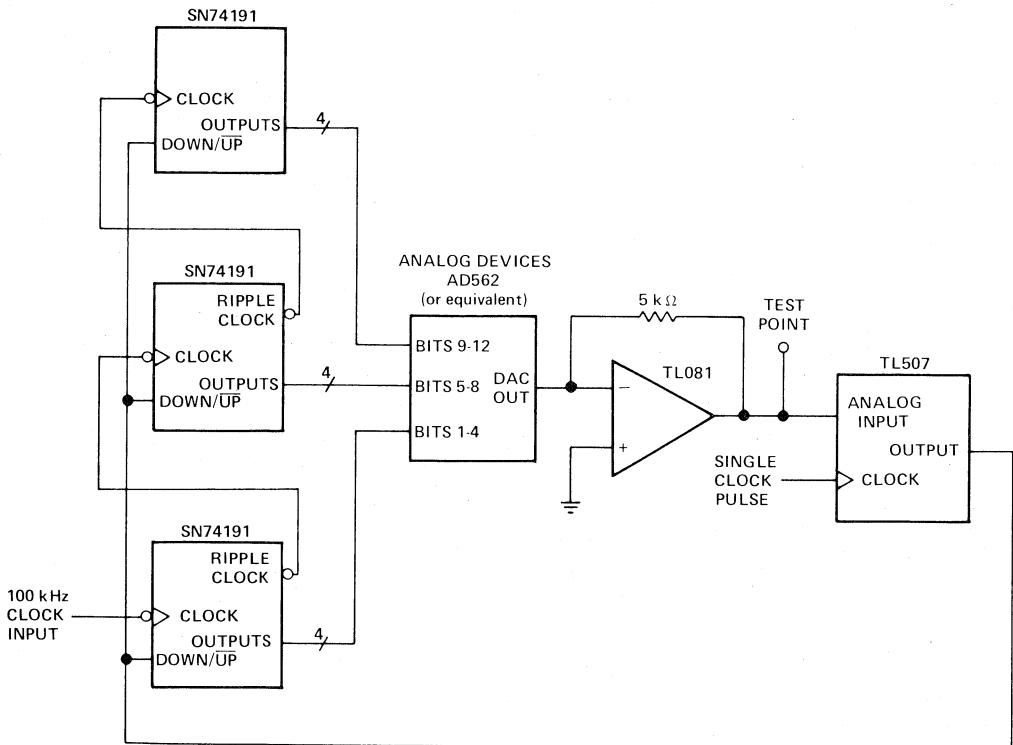 SN74191
CLOCK
OUTPUTS
4
DOWN/UP
SN74191
RIPPLE
CLOCK
CLOCK
OUTPUTS
4
DOWN/UP
SN74191
RIPPLE
CLOCK
100 kHz
CLOCK
INPUT
CLOCK
OUTPUTS
4
DOWN/UP
ANALOG DEVICES
AD562
(or equivalent)
BITS 9-12
BITS 5-8
BITS 1-4
DAC
OUT
5 kΩ
TL081
−
+
TEST
POINT
TL507
ANALOG
INPUT
OUTPUT
CLOCK
SINGLE
CLOCK
PULSE